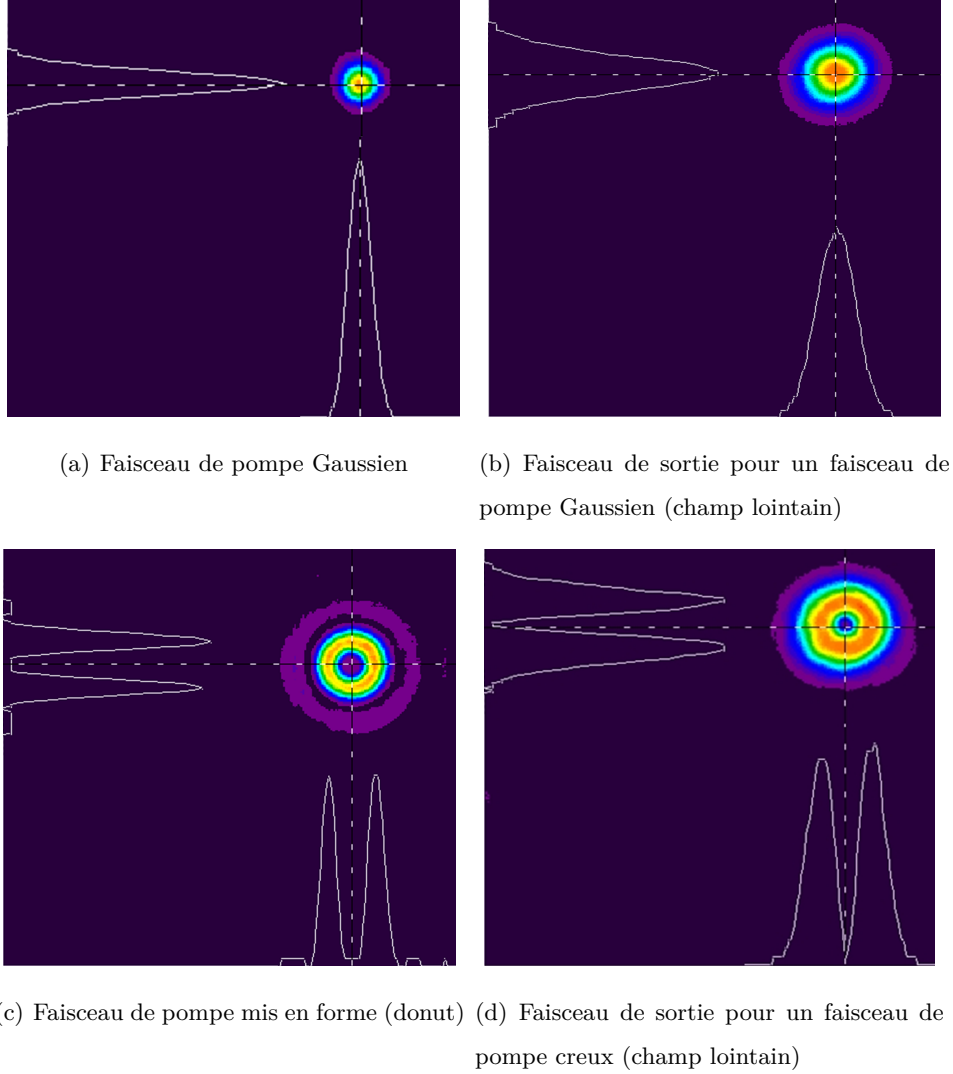 (a) Faisceau de pompe Gaussien
(b) Faisceau de sortie pour un faisceau de
pompe Gaussien (champ lointain)
c) Faisceau de pompe mis en forme (donut)
(d) Faisceau de sortie pour un faisceau de
pompe creux (champ lointain)